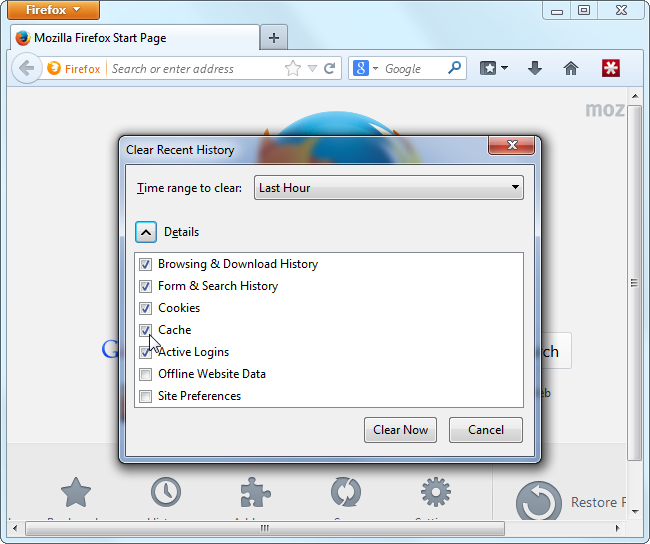 Firefox
Mozilla Firefox Start Page
Firefox
Search or enter address
Google
moz
Clear Recent History
Time range to clear:
Last Hour
Details
Browsing & Download History
Form & Search History
Cookies
Cache
Active Logins
Offline Website Data
Site Preferences
Clear Now
Cancel
Restore P